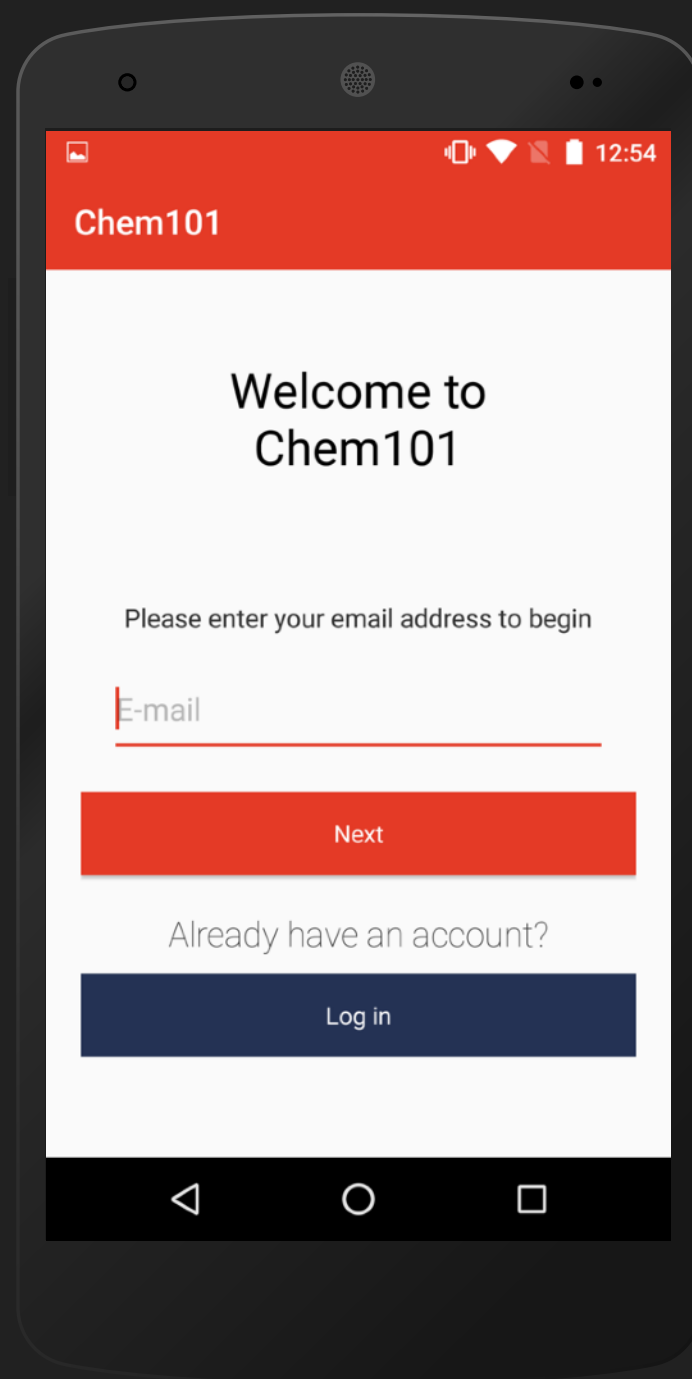 12:54
Chem101
Welcome to
Chem101
Please enter your email address to begin
E-mail
Next
Already have an account?
Log in